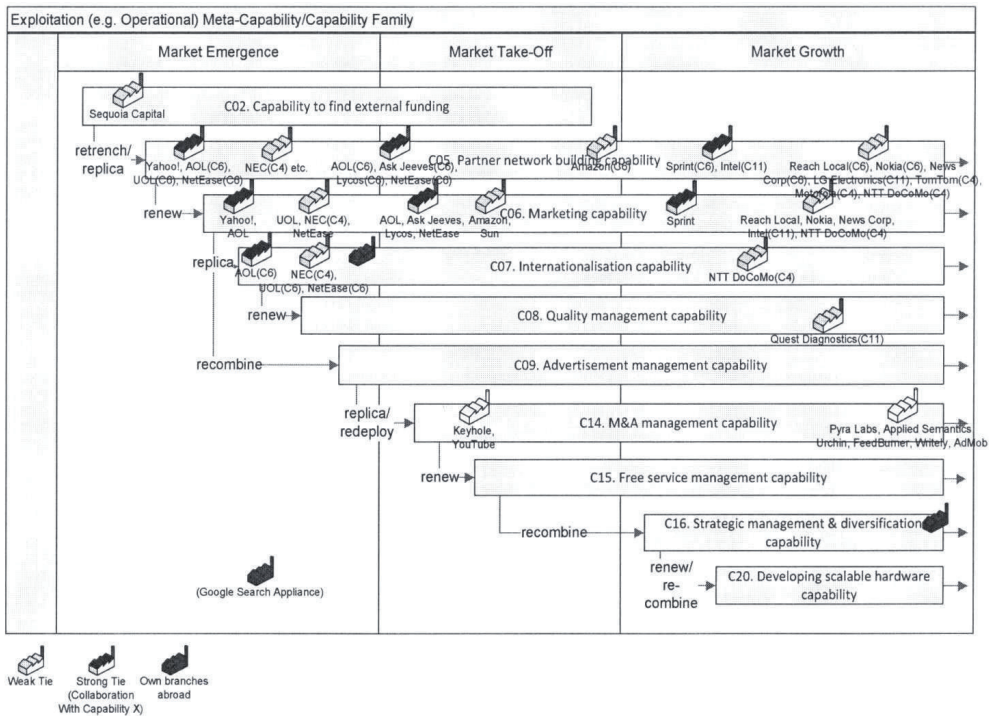 Exploitation (e.g. Operational) Meta-Capability/Capability Family
Market Emergence
Market Take-Off
Market Growth
C02. Capability to find external funding
Sequoia Capital
retrench/
replica
C05. Partner network building capability
Yahoo!, AOL(C6),
UOL(C6), NetEase(C6)
NEC(C4) etc.
AOL(C6), Ask Jeeves(C6),
Lycos(C6), NetEase(C6)
Amazon(C6)
Sprint(C6), Intel(C11)
Reach Local(C6), Nokia(C6), News
Corp(C6), LG Electronics(C11), TomTom(C4),
Motorola(C4), NTT DoCoMo(C4)
renew
C06. Marketing capability
Yahoo!,
AOL
UOL, NEC(C4),
NetEase
AOL, Ask Jeeves,
Lycos, NetEase
Amazon,
Sun
Sprint
Reach Local, Nokia, News Corp,
Intel(C11), NTT DoCoMo(C4)
replica
C07. Internationalisation capability
AOL(C6)
NEC(C4),
UOL(C6), NetEase(C6)
NTT DoCoMo(C4)
renew
C08. Quality management capability
Quest Diagnostics(C11)
recombine
C09. Advertisement management capability
replica/
redeploy
C14. M&A management capability
Keyhole,
YouTube
Pyra Labs, Applied Semantics,
Urchin, FeedBurner, Writely, AdMob
renew
C15. Free service management capability
recombine
C16. Strategic management & diversification
capability
renew/
re-
combine
C20. Developing scalable hardware
capability
(Google Search Appliance)
Weak Tie
Strong Tie
(Collaboration
With Capability X)
Own branches
abroad